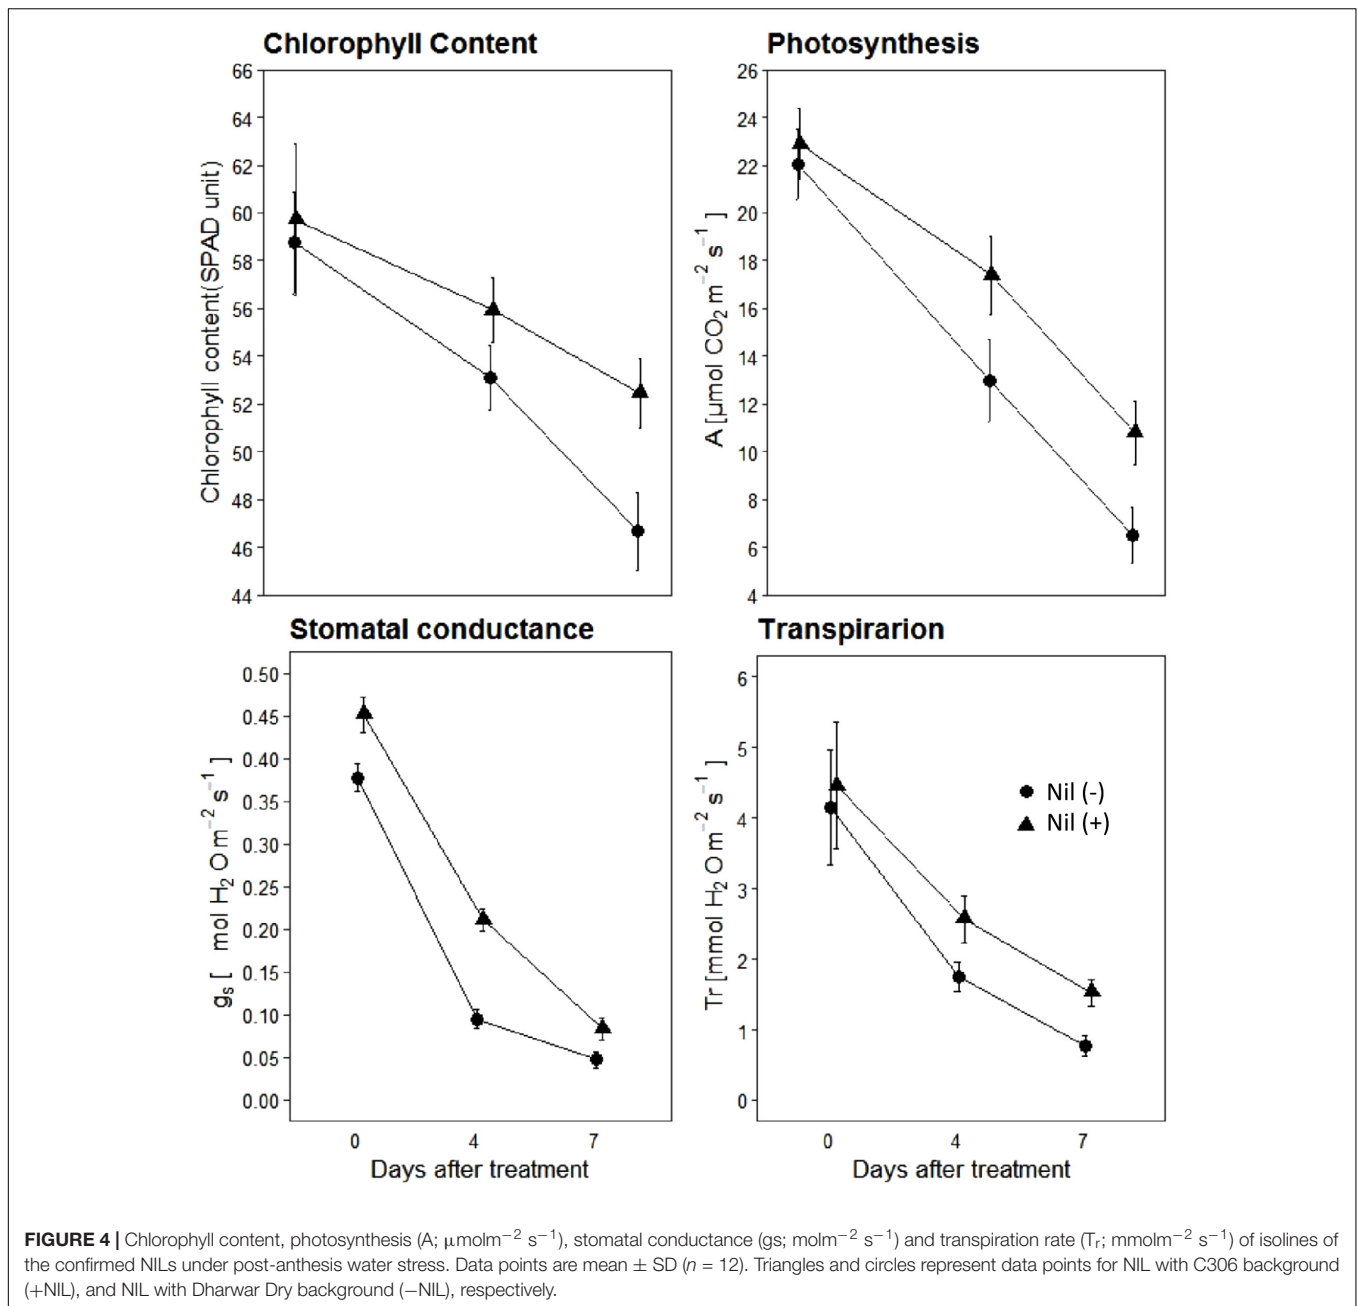 Chlorophyll Content
Chlorophyll content(SPAD unit)
66
64
62
60
58
56
54
52
50
48
46
44
Photosynthesis
A [µmol CO₂ m⁻² s⁻¹ ]
26
24
22
20
18
16
14
12
10
8
6
4
Stomatal conductance
gₛ [ mol H₂ O m⁻² s⁻¹ ]
0.50
0.45
0.40
0.35
0.30
0.25
0.20
0.15
0.10
0.05
0.00
0 4 7
Days after treatment
Transpirarion
Tr [mmol H₂ O m⁻² s⁻¹ ]
6
5
4
3
2
1
0
Nil (-)
Nil (+)
0 4 7
Days after treatment
FIGURE 4 | Chlorophyll content, photosynthesis (A; µmolm⁻² s⁻¹), stomatal conductance (gs; molm⁻² s⁻¹) and transpiration rate (Tᵣ; mmolm⁻² s⁻¹) of isolines of
the confirmed NILs under post-anthesis water stress. Data points are mean ± SD (n = 12). Triangles and circles represent data points for NIL with C306 background
(+NIL), and NIL with Dharwar Dry background (−NIL), respectively.